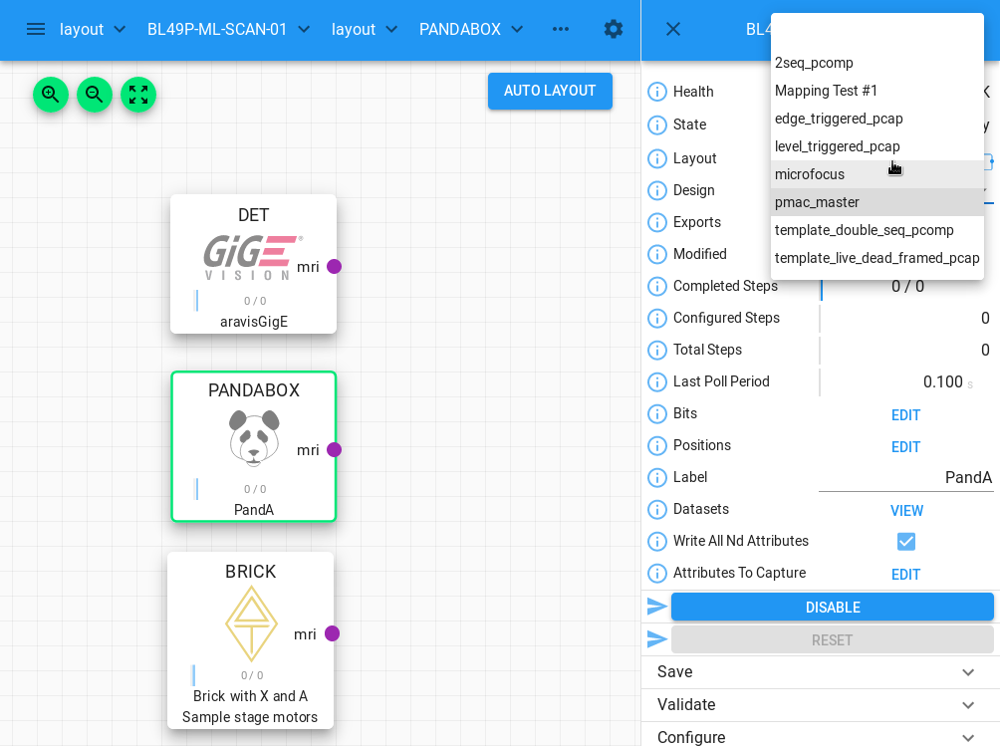 layout BL49P-ML-SCAN-01 layout PANDABOX
AUTO LAYOUT
DET
GiGE
VISION
mri
0 / 0
aravisGigE
PANDABOX
mri
0 / 0
PandA
BRICK
mri
0 / 0
Brick with X and A
Sample stage motors
BL4
2seq_pcomp
Mapping Test #1
edge_triggered_pcap
level_triggered_pcap
microfocus
pmac_master
template_double_seq_pcomp
template_live_dead_framed_pcap
Health K
State y
Layout
Design
Exports
Modified
Completed Steps 0 / 0
Configured Steps 0
Total Steps 0
Last Poll Period 0.100 s
Bits EDIT
Positions EDIT
Label PandA
Datasets VIEW
Write All Nd Attributes
Attributes To Capture EDIT
DISABLE
RESET
Save
Validate
Configure